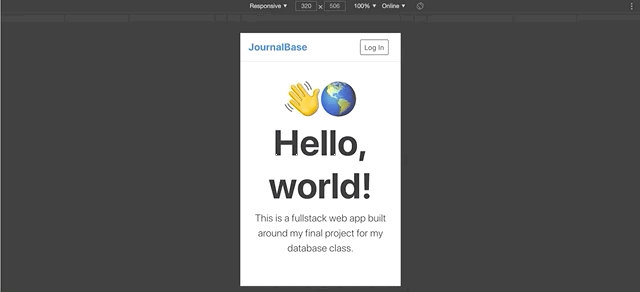 Responsive ▼ 320 × 506 100% ▼ Online ▼
JournalBase Log In
Hello,
world!
This is a fullstack web app built
around my final project for my
database class.